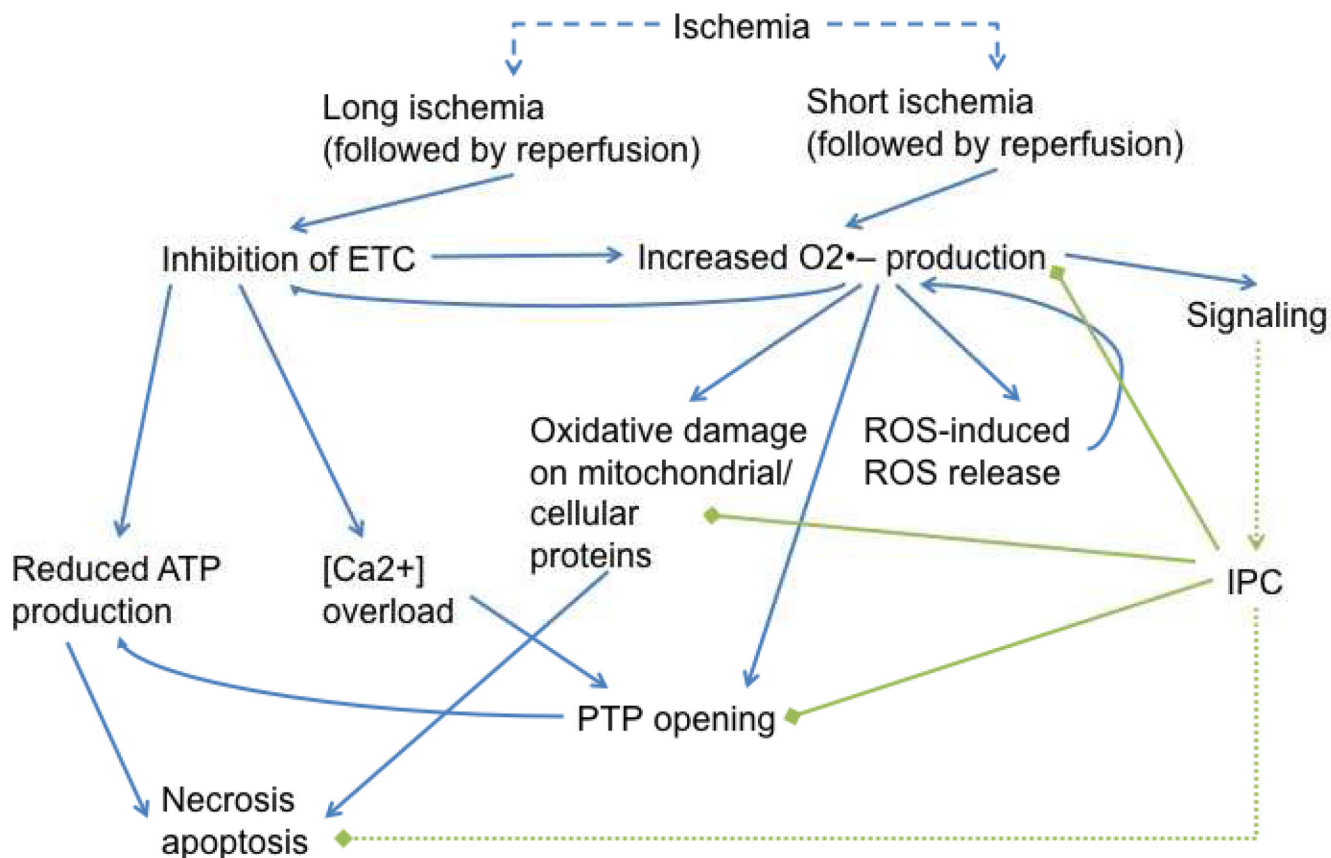 Ischemia
Long ischemia
(followed by reperfusion)
Short ischemia
(followed by reperfusion)
Inhibition of ETC
Increased O2•– production
Signaling
Oxidative damage
on mitochondrial/
cellular
proteins
ROS-induced
ROS release
Reduced ATP
production
[Ca2+]
overload
IPC
PTP opening
Necrosis
apoptosis